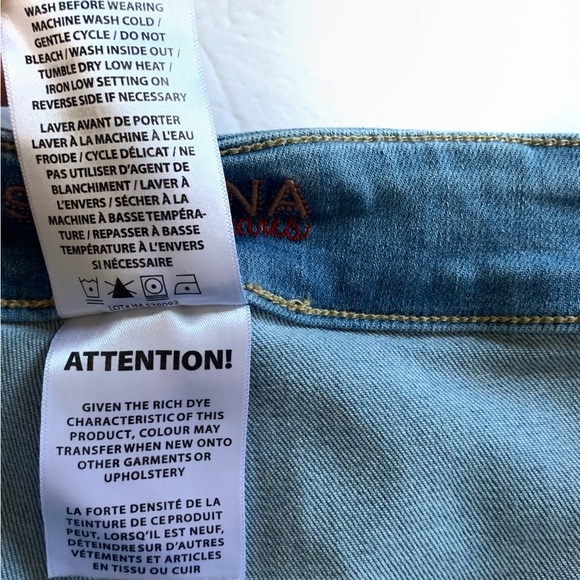 WASH BEFORE WEARING
MACHINE WASH COLD /
GENTLE CYCLE / DO NOT
BLEACH / WASH INSIDE OUT /
TUMBLE DRY LOW HEAT /
IRON LOW SETTING ON
REVERSE SIDE IF NECESSARY
LAVER AVANT DE PORTER
LAVER À LA MACHINE À L'EAU
FROIDE / CYCLE DÉLICAT / NE
PAS UTILISER D'AGENT DE
BLANCHIMENT / LAVER À
L'ENVERS / SÉCHER À LA
MACHINE À BASSE TEMPÉRA-
TURE / REPASSER À BASSE
TEMPÉRATURE À L'ENVERS
SI NÉCESSAIRE
NA
ATTENTION!
GIVEN THE RICH DYE
CHARACTERISTIC OF THIS
PRODUCT, COLOUR MAY
TRANSFER WHEN NEW ONTO
OTHER GARMENTS OR
UPHOLSTERY
LA FORTE DENSITÉ DE LA
TEINTURE DE CE PRODUIT
PEUT, LORSQ'IL EST NEUF,
DÉTEINDRE SUR D'AUTRES
VÊTEMENTS ET ARTICLES
EN TISSU OU CUIR